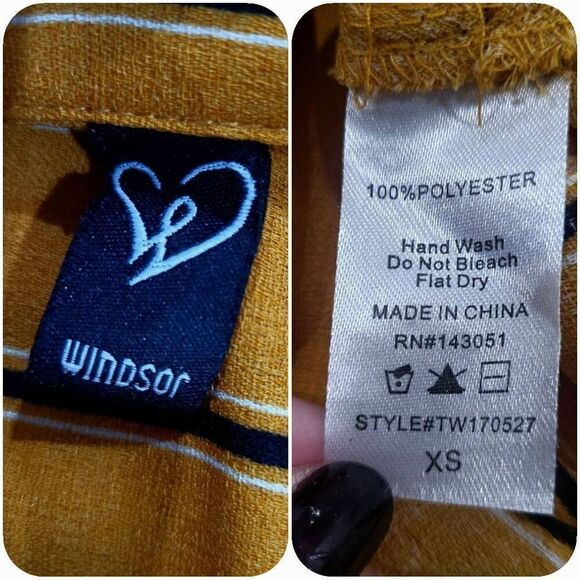 WINDSOR
100%POLYESTER
Hand Wash
Do Not Bleach
Flat Dry
MADE IN CHINA
RN#143051
STYLE#TW170527
XS